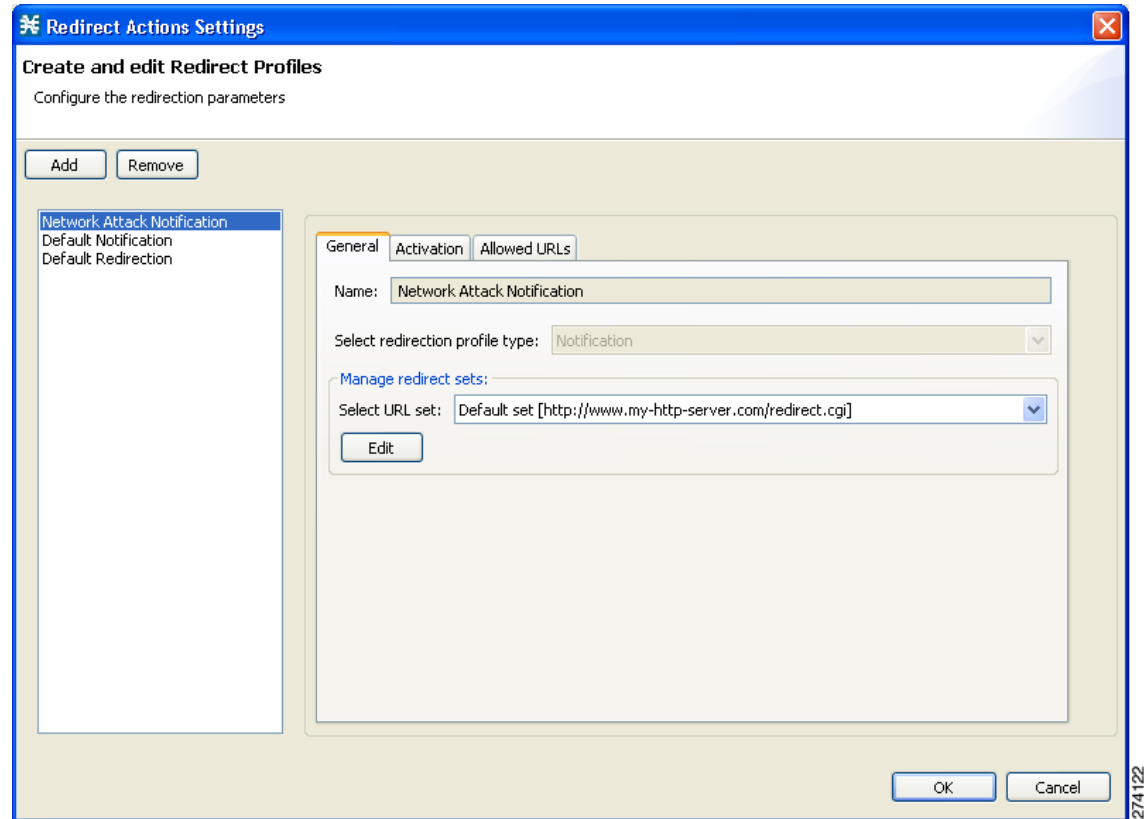 Redirect Actions Settings
Create and edit Redirect Profiles
Configure the redirection parameters
Add Remove
Network Attack Notification
Default Notification
Default Redirection
General Activation Allowed URLs
Name: Network Attack Notification
Select redirection profile type: Notification
Manage redirect sets:
Select URL set: Default set [http://www.my-http-server.com/redirect.cgi]
Edit
OK Cancel
274122